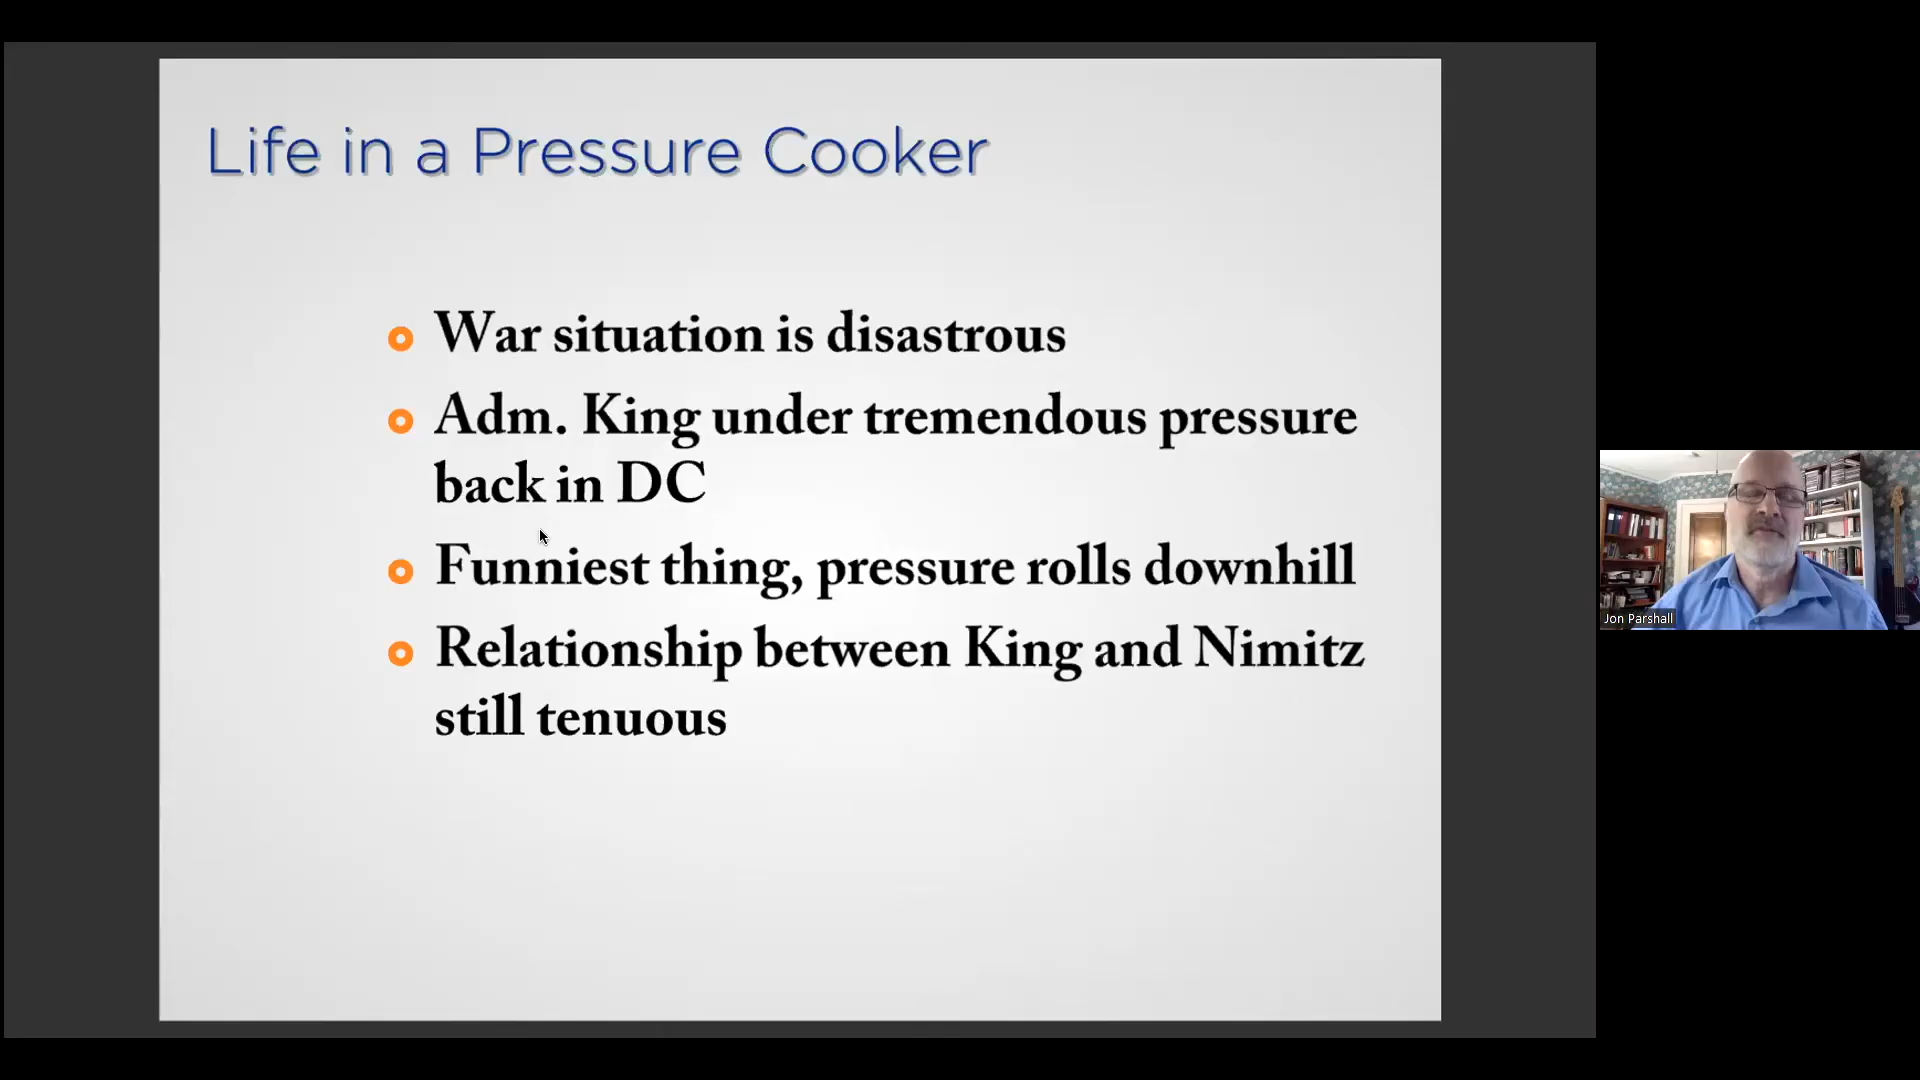 Life in a Pressure Cooker
War situation is disastrous
Adm. King under tremendous pressure
back in DC
Funniest thing, pressure rolls downhill
Relationship between King and Nimitz
still tenuous
Jon Parshall